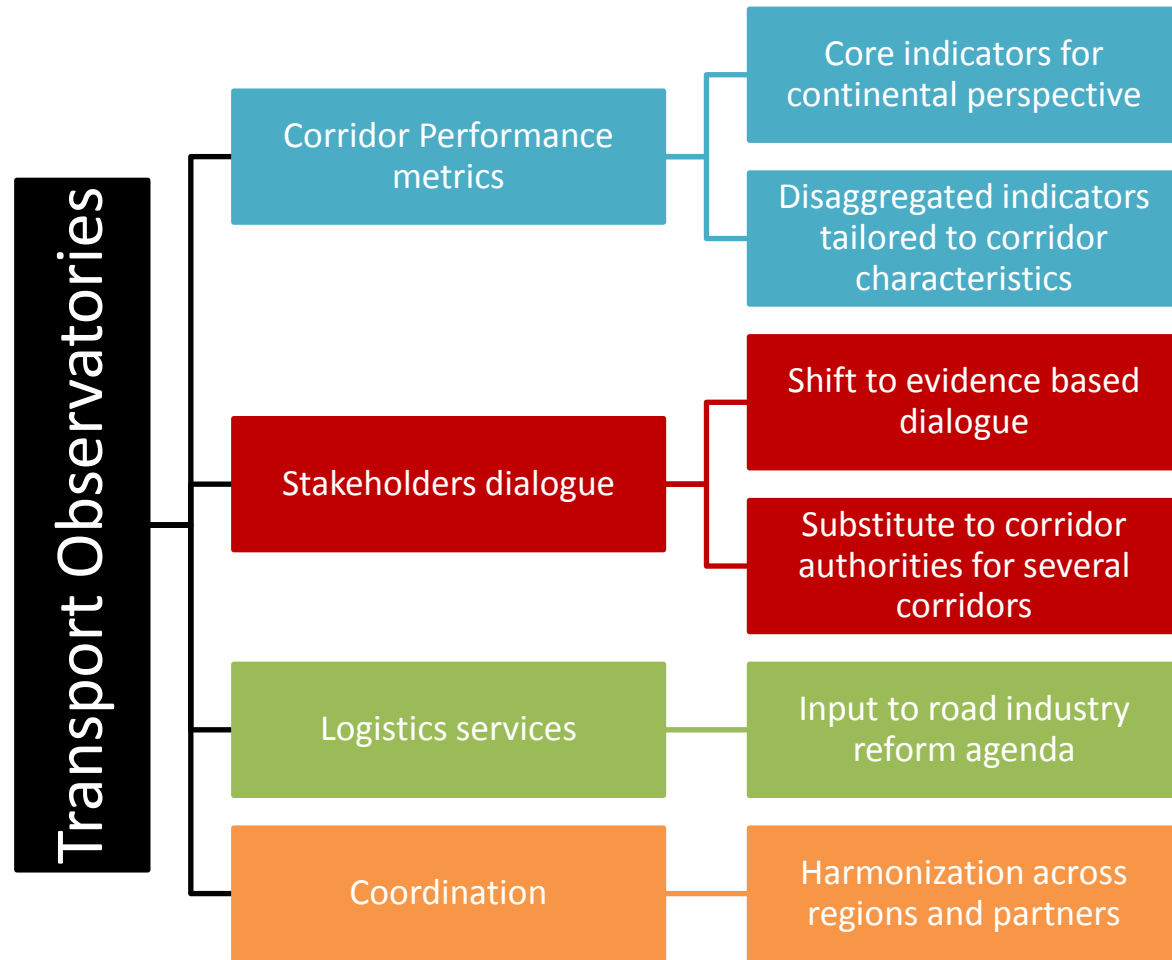 Transport Observatories
Corridor Performance
metrics
Core indicators for
continental perspective
Disaggregated indicators
tailored to corridor
characteristics
Stakeholders dialogue
Shift to evidence based
dialogue
Substitute to corridor
authorities for several
corridors
Logistics services
Input to road industry
reform agenda
Coordination
Harmonization across
regions and partners